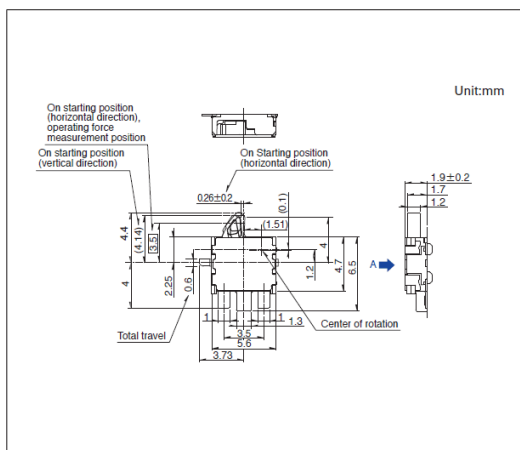 Unit:mm
On starting position
(horizontal direction),
operating force
measurement position
On starting position
(vertical direction)
On Starting position
(horizontal direction)
0.26±0.2
(0.1)
(1.51)
4.4
(4.14)
3.5
4
2.25
0.6
4
1.2
4.7
6.5
1.9±0.2
1.7
1.2
A
Total travel
Center of rotation
1
1
1.3
3.5
5.6
3.73